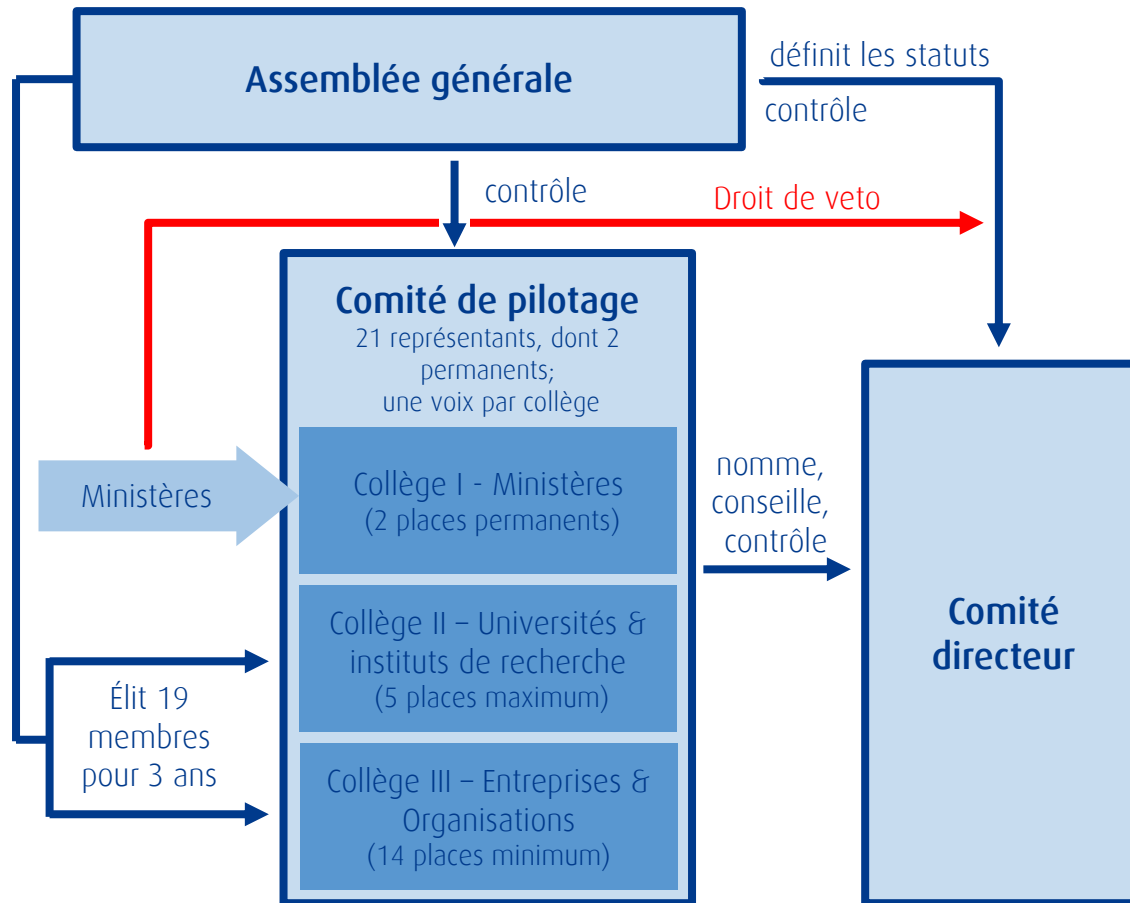 Assemblée générale
définit les statuts
contrôle
contrôle
Droit de veto
Comité de pilotage
21 représentants, dont 2
permanents;
une voix par collège
Ministères
Collège I - Ministères
(2 places permanents)
nomme,
conseille,
contrôle
Collège II – Universités &
instituts de recherche
(5 places maximum)
Comité
directeur
Élit 19
membres
pour 3 ans
Collège III – Entreprises &
Organisations
(14 places minimum)